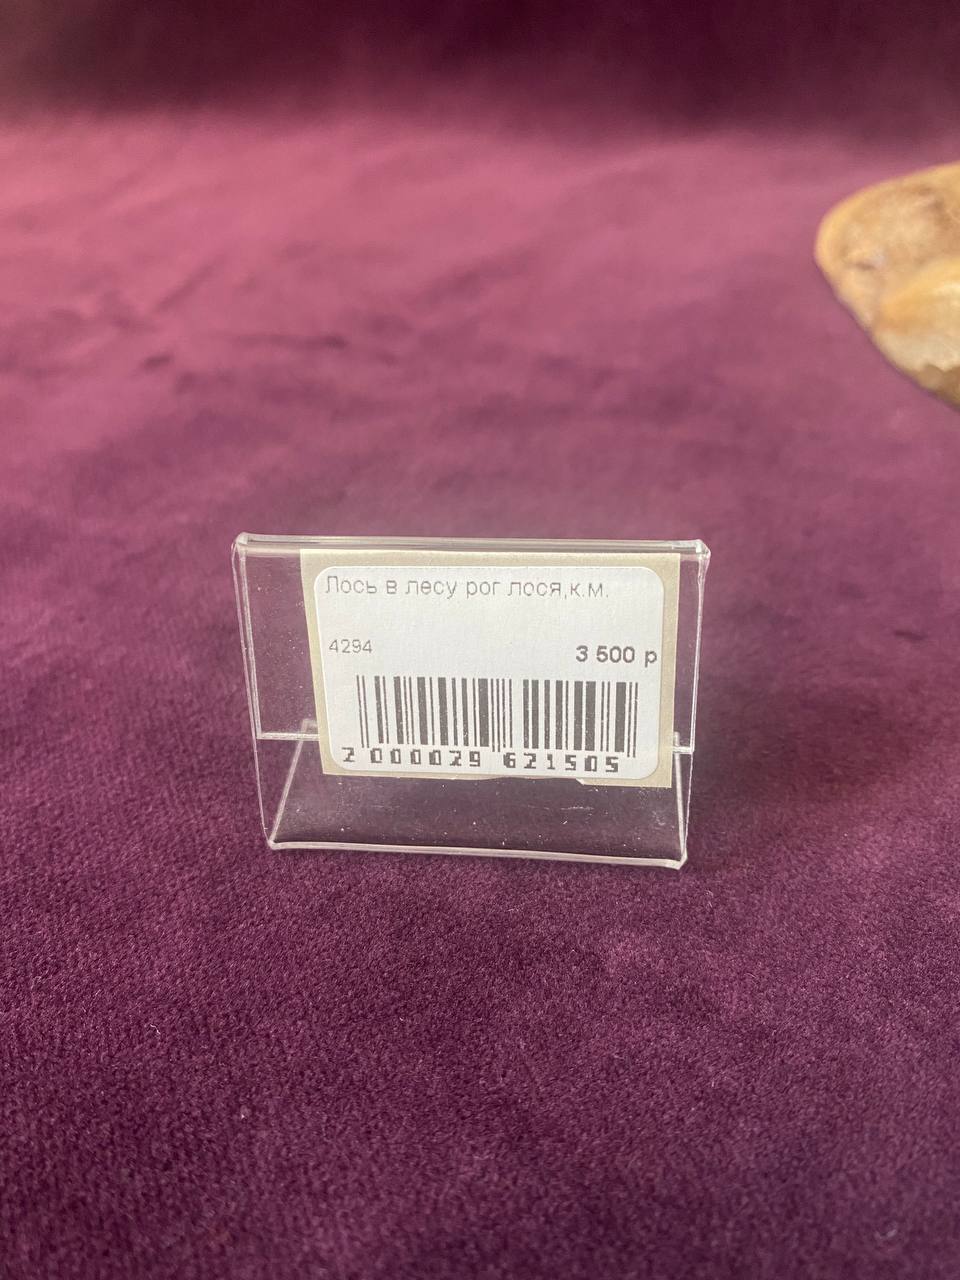 Лось в лесу рог лося,к.м.
4294
3 500 р
2 000029 621505